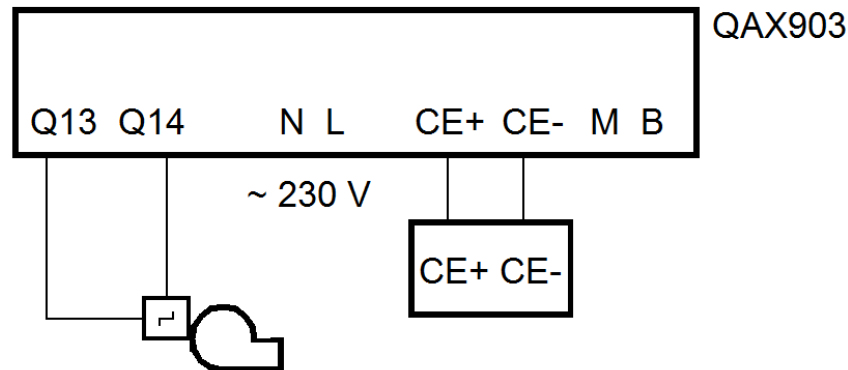 QAX903
Q13 Q14 N L CE+ CE- M B
~ 230 V
CE+ CE-